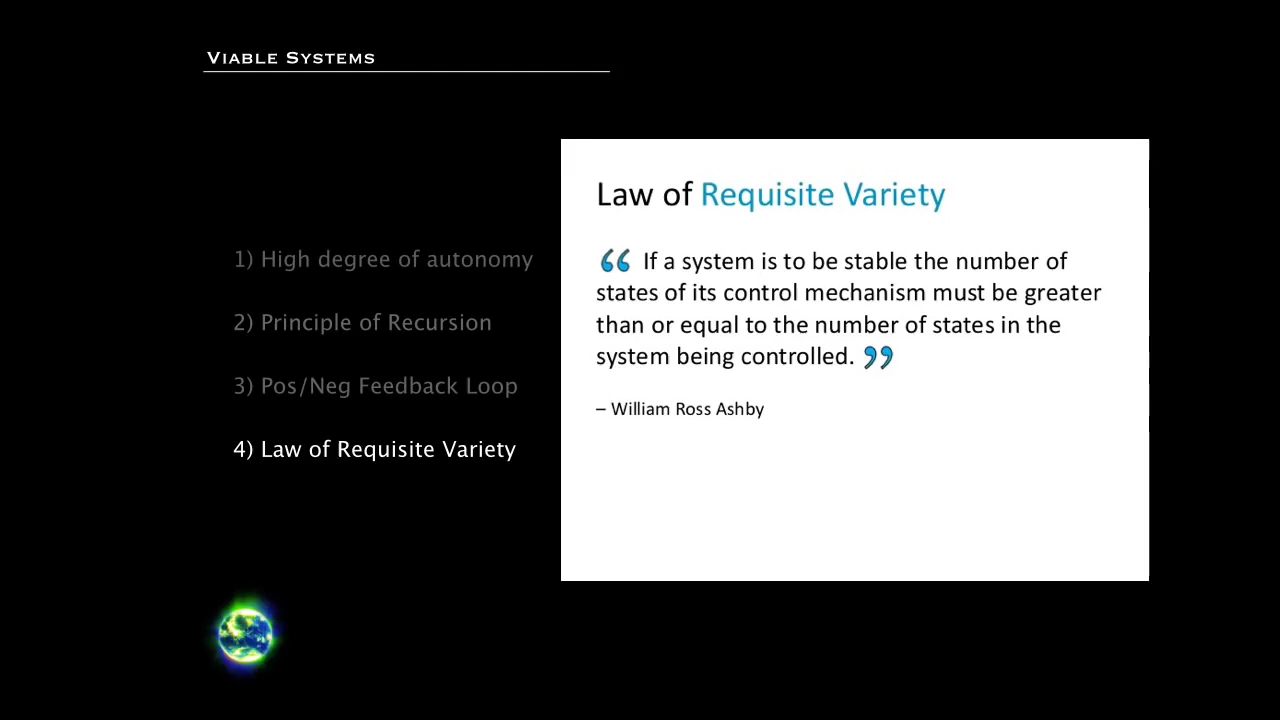 Viable Systems
1) High degree of autonomy
2) Principle of Recursion
3) Pos/Neg Feedback Loop
4) Law of Requisite Variety
Law of Requisite Variety
“ If a system is to be stable the number of
states of its control mechanism must be greater
than or equal to the number of states in the
system being controlled. ”
– William Ross Ashby